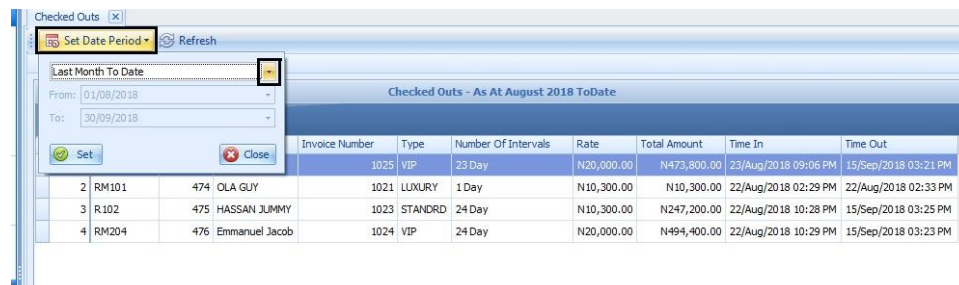 Checked Outs
Set Date Period Refresh
Last Month To Date
From: 01/08/2018
To: 30/09/2018
Set Close
Checked Outs - As At August 2018 ToDate
Invoice Number Type Number Of Intervals Rate Total Amount Time In Time Out
1025 VIP 23 Day N20,000.00 N473,800.00 23/Aug/2018 09:06 PM 15/Sep/2018 03:21 PM
2 RM101 474 OLA GUY 1021 LUXURY 1 Day N10,300.00 N10,300.00 22/Aug/2018 02:29 PM 22/Aug/2018 02:33 PM
3 R102 475 HASSAN JUMMY 1023 STANDRD 24 Day N10,300.00 N247,200.00 22/Aug/2018 10:28 PM 15/Sep/2018 03:25 PM
4 RM204 476 Emmanuel Jacob 1024 VIP 24 Day N20,000.00 N494,400.00 22/Aug/2018 10:29 PM 15/Sep/2018 03:23 PM